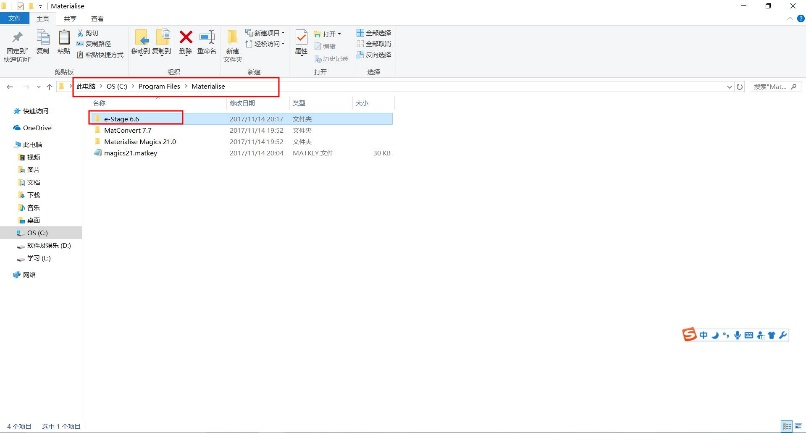 Materialise
文件 主页 共享 查看
固定到"快速访问" 复制 粘贴 剪切 复制路径 粘贴快捷方式 移动到 复制到 删除 重命名 新建文件夹 新建项目 轻松访问 属性 打开 编辑 历史记录 全部选择 全部取消 反向选择
剪贴板 组织 新建 打开 选择
此电脑 > OS (C:) > Program Files > Materialise
搜索"Mat...
名称 修改日期 类型 大小
快速访问
OneDrive
此电脑
视频
图片
文档
下载
音乐
桌面
OS (C:)
软件及娱乐 (D:)
学习 (E:)
网络
e-Stage 6.6 2017/11/14 20:17 文件夹
MatConvert 7.7 2017/11/14 19:52 文件夹
Materialise Magics 21.0 2017/11/14 19:32 文件夹
magics21.matkey 2017/11/14 20:04 MATKEY 文件 30 KB
S 中
4 个项目 选中 1 个项目